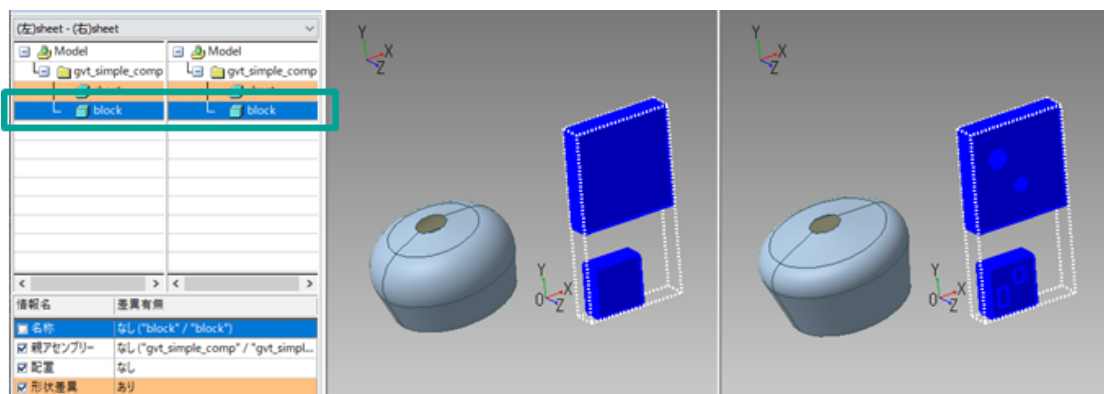 (左)sheet - (右)sheet
Model
Model
gvt_simple_comp
gvt_simple_comp
block
block
情報名 差異有無
名称 なし ("block" / "block")
親アセンブリー なし ("gvt_simple_comp" / "gvt_simpl...
配置 なし
形状差異 あり
Y
X
Z
Y
X
Z
Y
X
0
Z
Y
X
0
Z